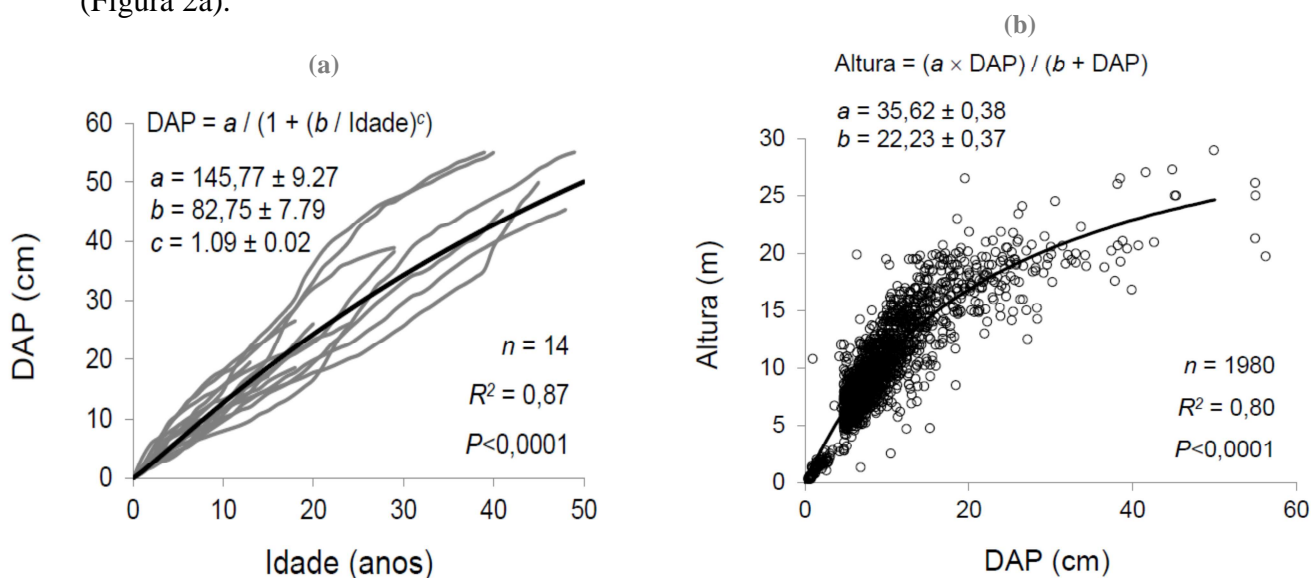 (Figura 2a).
(a)
DAP = a / (1 + (b / Idade)^c)
a = 145,77 ± 9.27
b = 82,75 ± 7.79
c = 1.09 ± 0.02
60
50
40
30
20
10
0
DAP (cm)
n = 14
R² = 0,87
P<0,0001
0 10 20 30 40 50
Idade (anos)
(b)
Altura = (a × DAP) / (b + DAP)
a = 35,62 ± 0,38
b = 22,23 ± 0,37
30
25
20
15
10
5
0
Altura (m)
n = 1980
R² = 0,80
P<0,0001
0 20 40 60
DAP (cm)